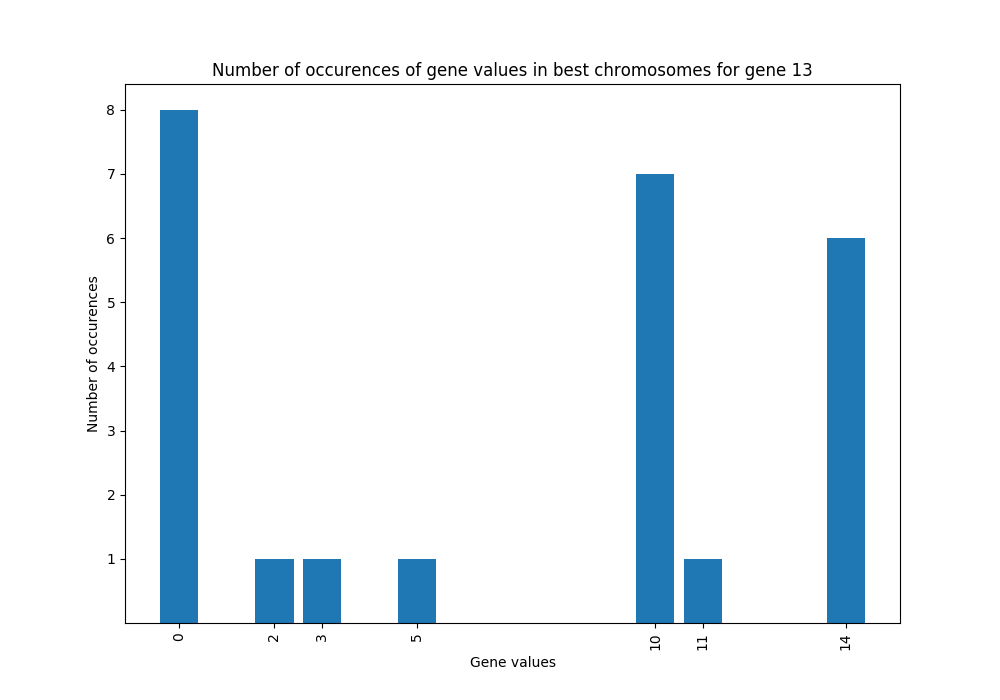 Number of occurences of gene values in best chromosomes for gene 13
8
7
6
5
4
3
2
1
Number of occurences
0 2 3 5 10 11 14
Gene values